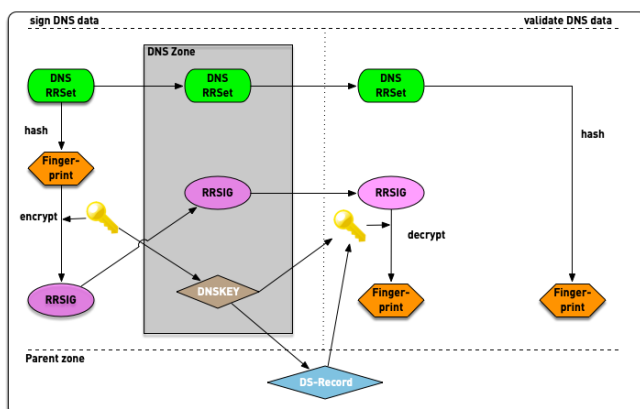 sign DNS data
validate DNS data
DNS Zone
DNS
RRSet
DNS
RRSet
DNS
RRSet
hash
hash
Finger-
print
encrypt
RRSIG
RRSIG
decrypt
RRSIG
DNSKEY
Finger-
print
Finger-
print
Parent zone
DS-Record